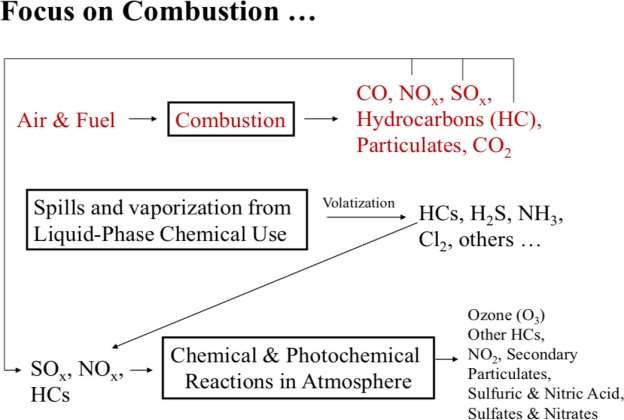 Focus on Combustion …
Air & Fuel
Combustion
CO, NOx, SOx,
Hydrocarbons (HC),
Particulates, CO2
Spills and vaporization from
Liquid-Phase Chemical Use
Volatization
HCs, H2S, NH3,
Cl2, others …
SOx, NOx,
HCs
Chemical & Photochemical
Reactions in Atmosphere
Ozone (O3)
Other HCs,
NO2, Secondary
Particulates,
Sulfuric & Nitric Acid,
Sulfates & Nitrates